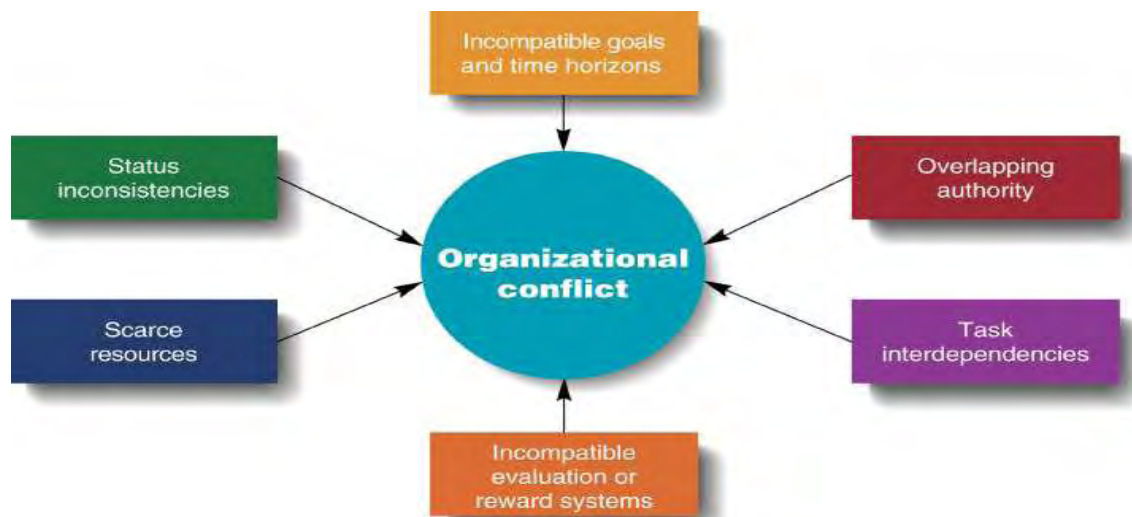 Incompatible goals
and time horizons
Status
inconsistencies
Overlapping
authority
Organizational
conflict
Scarce
resources
Task
interdependencies
Incompatible
evaluation or
reward systems